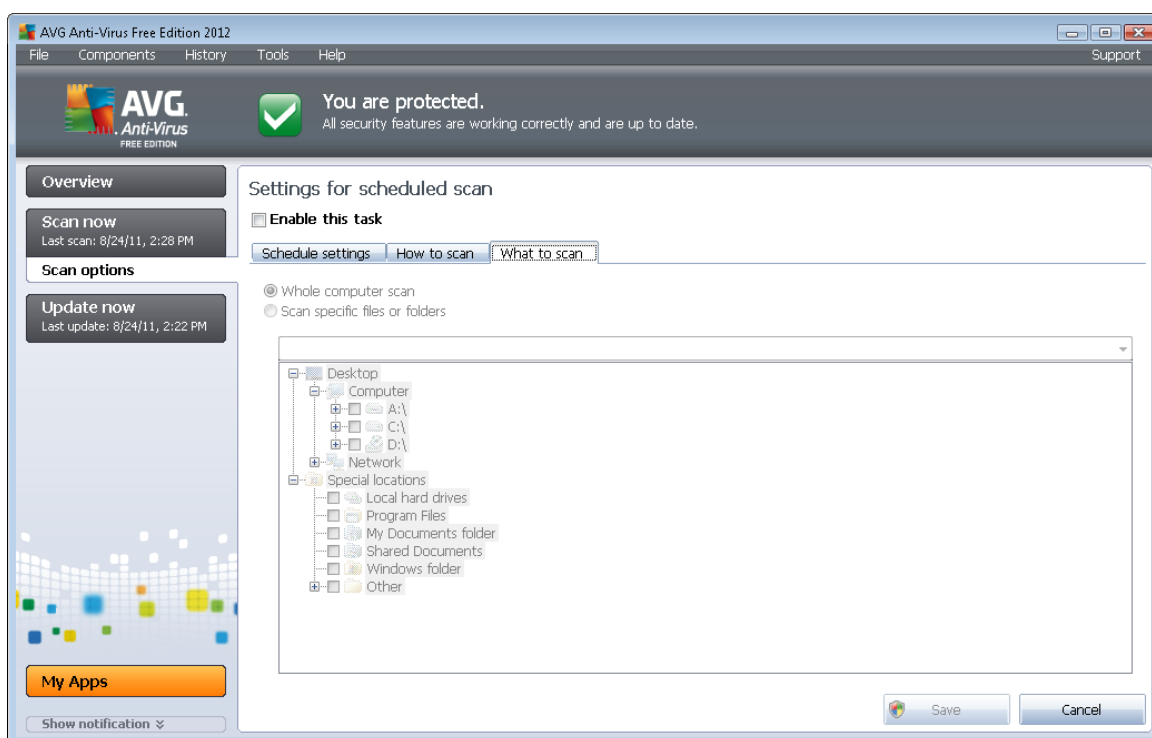 AVG Anti-Virus Free Edition 2012
File Components History Tools Help Support
AVG.
Anti-Virus
FREE EDITION
You are protected.
All security features are working correctly and are up to date.
Overview
Scan now
Last scan: 8/24/11, 2:28 PM
Scan options
Update now
Last update: 8/24/11, 2:22 PM
My Apps
Show notification
Settings for scheduled scan
Enable this task
Schedule settings How to scan What to scan
Whole computer scan
Scan specific files or folders
Desktop
Computer
A:\
C:\
D:\
Network
Special locations
Local hard drives
Program Files
My Documents folder
Shared Documents
Windows folder
Other
Save Cancel